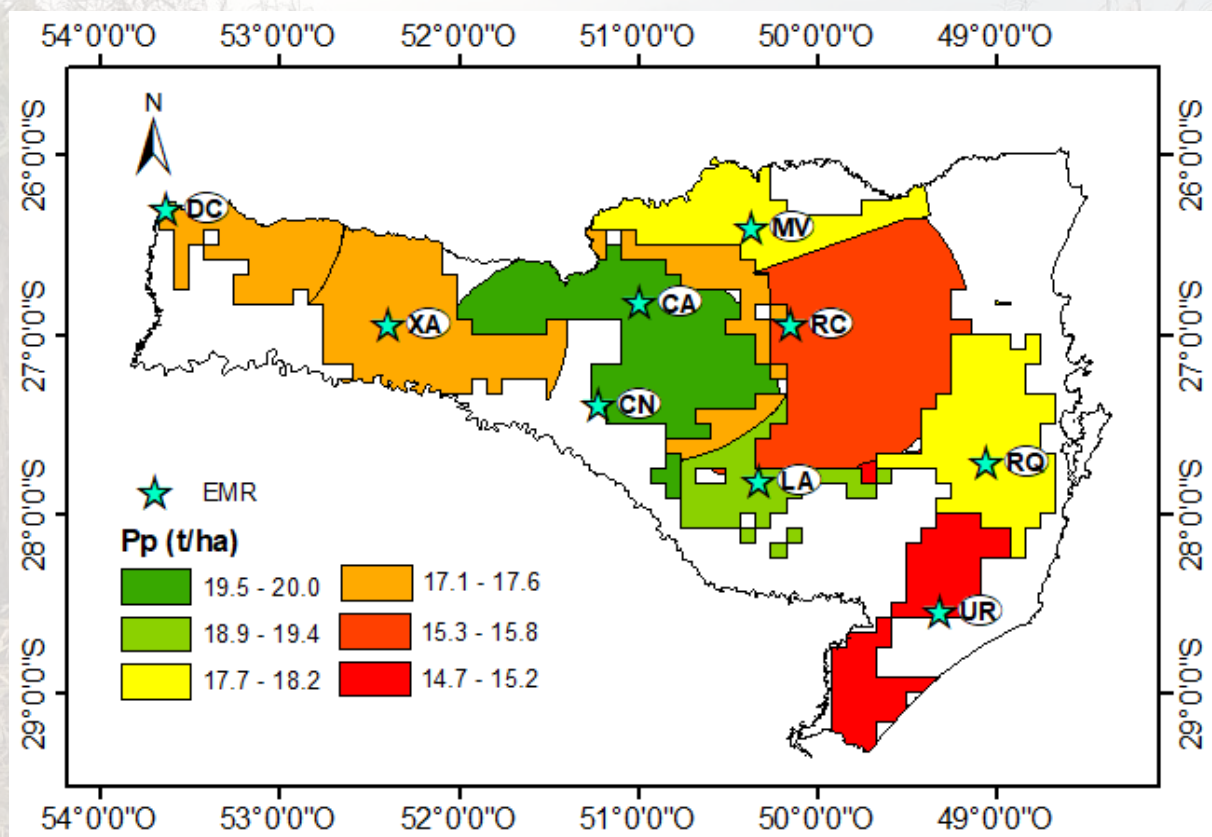 54°0'0"O 53°0'0"O 52°0'0"O 51°0'0"O 50°0'0"O 49°0'0"O
26°0'0"S
27°0'0"S
28°0'0"S
29°0'0"S
N
DC
MV
CA
XA
RC
CN
RQ
LA
UR
EMR
Pp (t/ha)
19.5 - 20.0
18.9 - 19.4
17.7 - 18.2
17.1 - 17.6
15.3 - 15.8
14.7 - 15.2
26°0'0"S
27°0'0"S
28°0'0"S
29°0'0"S
54°0'0"O 53°0'0"O 52°0'0"O 51°0'0"O 50°0'0"O 49°0'0"O